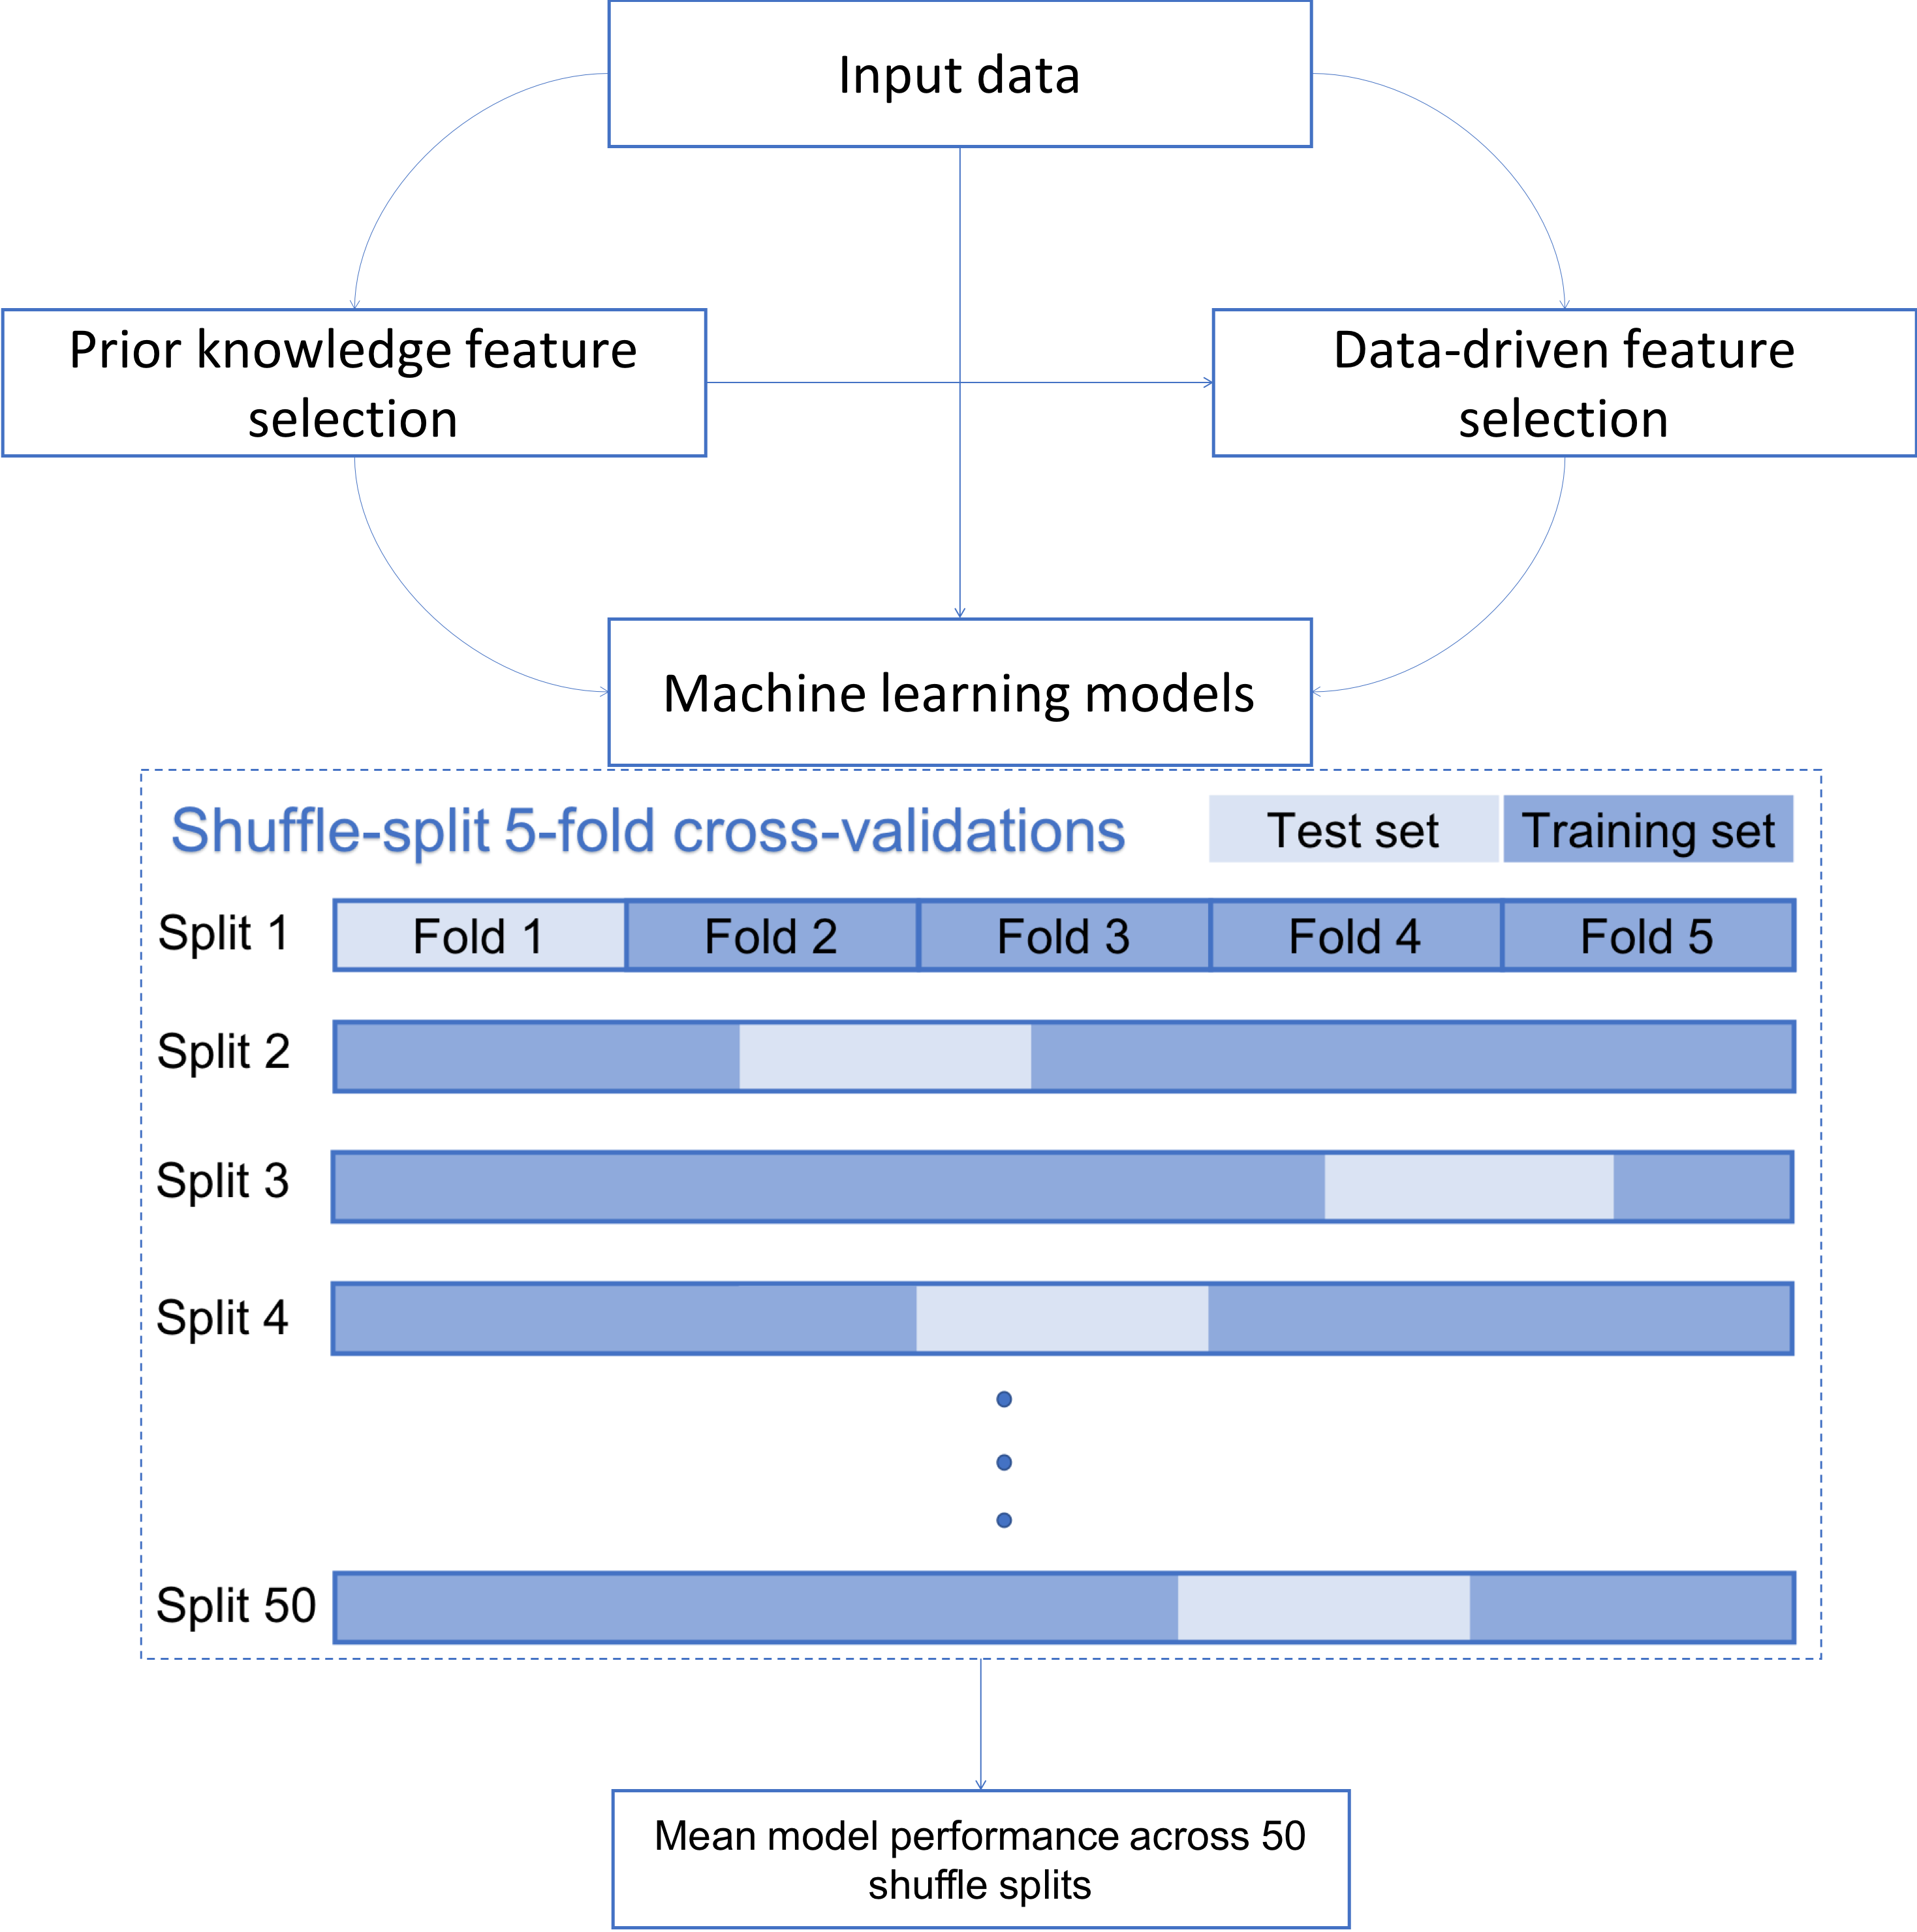 Input data
Prior knowledge feature
selection
Data-driven feature
selection
Machine learning models
Shuffle-split 5-fold cross-validations
Test set
Training set
Split 1
Fold 1
Fold 2
Fold 3
Fold 4
Fold 5
Split 2
Split 3
Split 4
Split 50
Mean model performance across 50
shuffle splits